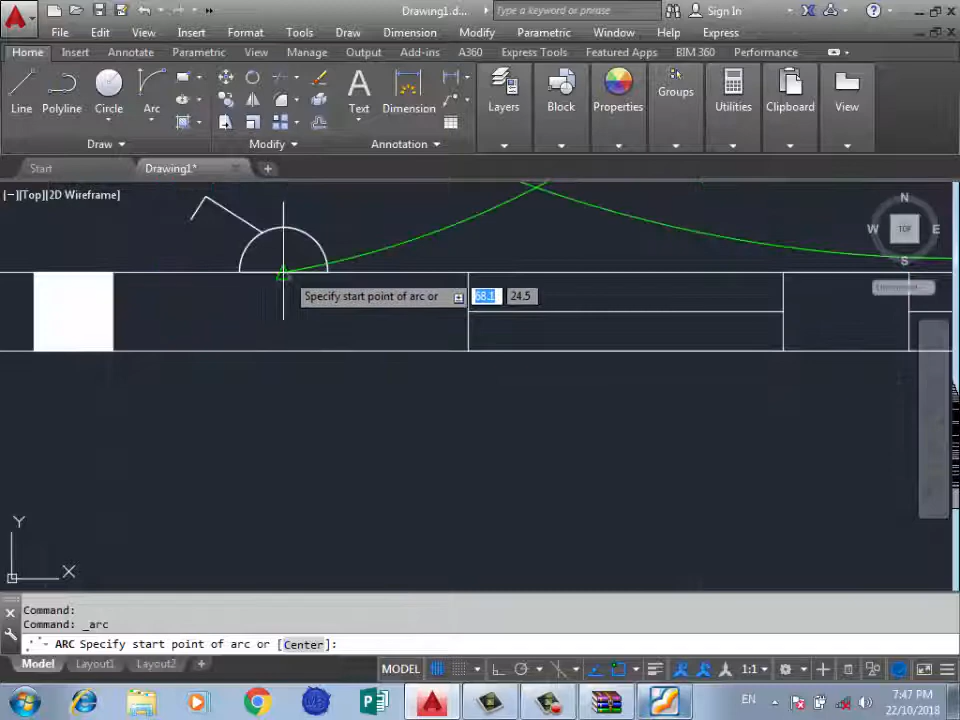 Drawing1.d...
Type a keyword or phrase
Sign In
File Edit View Insert Format Tools Draw Dimension Modify Parametric Window Help Express
Home Insert Annotate Parametric View Manage Output Add-ins A360 Express Tools Featured Apps BIM 360 Performance
Line Polyline Circle Arc Text Dimension Layers Block Properties Groups Utilities Clipboard View
Draw Modify Annotation
Start Drawing1*
[−][Top][2D Wireframe]
N
W TOP E
S
Specify start point of arc or 68.1 24.5
Y
X
Command:
Command: _arc
ARC Specify start point of arc or [Center]:
Model Layout1 Layout2 +
MODEL 1:1
EN
7:47 PM
22/10/2018